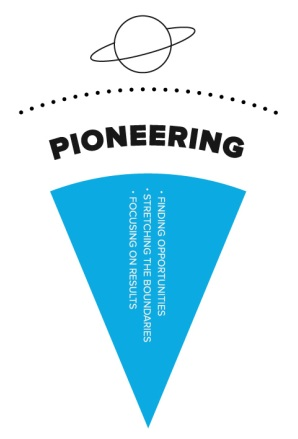 PIONEERING
• FINDING OPPORTUNITIES
• STRETCHING THE BOUNDARIES
• FOCUSING ON RESULTS